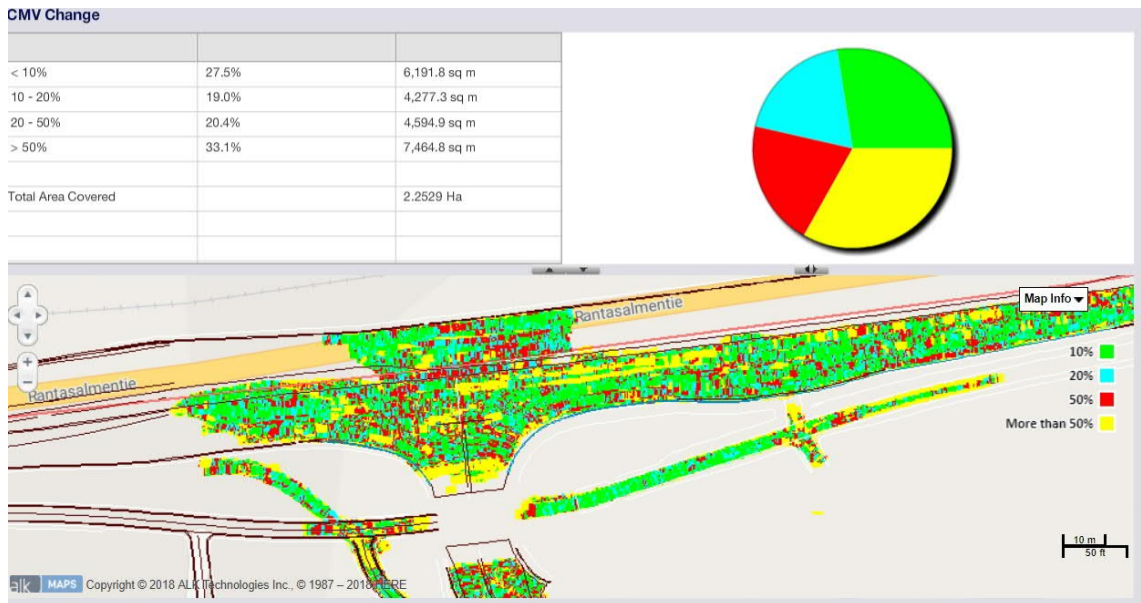 CMV Change
< 10% 27.5% 6,191.8 sq m
10 - 20% 19.0% 4,277.3 sq m
20 - 50% 20.4% 4,594.9 sq m
> 50% 33.1% 7,464.8 sq m
Total Area Covered 2.2529 Ha
Rantasalmentie
Map Info
10%
20%
Rantasalmentie
50%
More than 50%
10 m
50 ft
alk MAPS Copyright © 2018 ALK Technologies Inc., © 1987 – 2018 HERE